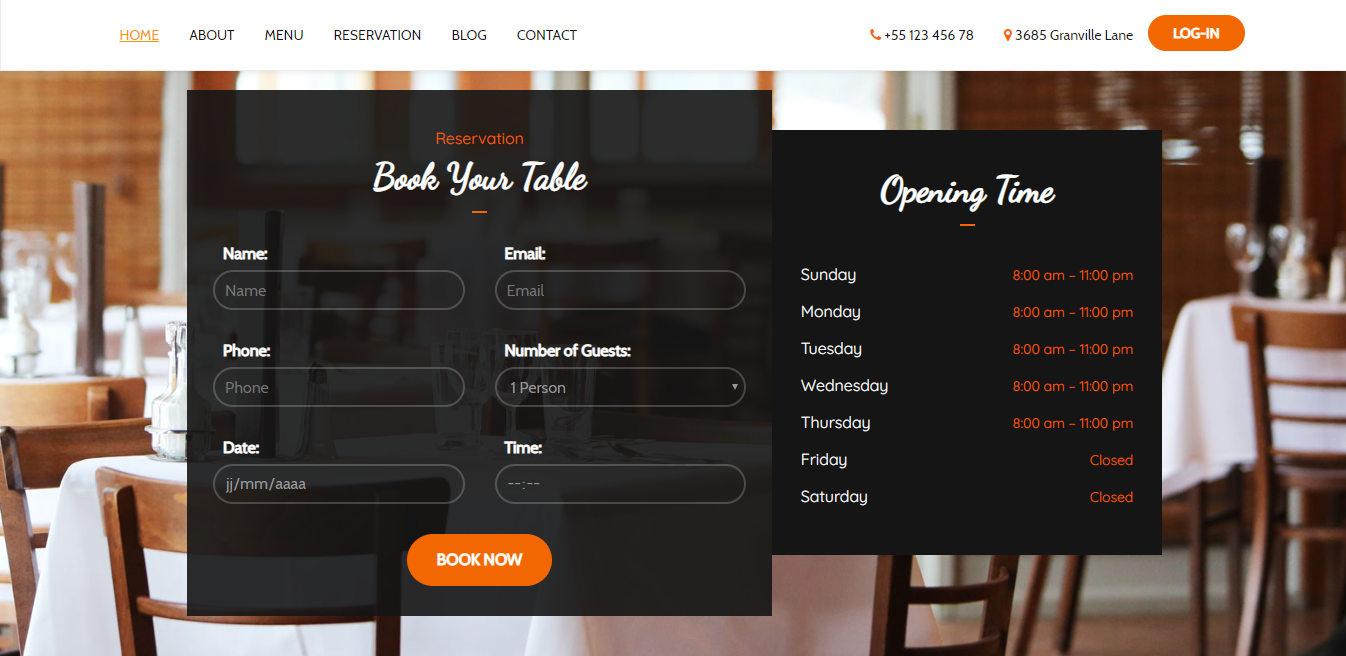 HOME ABOUT MENU RESERVATION BLOG CONTACT +55 123 456 78 3685 Granville Lane LOG-IN
Reservation
Book Your Table
Name: Email:
Name Email
Phone: Number of Guests:
Phone 1 Person
Date: Time:
jj/mm/aaaa --:--
BOOK NOW
Opening Time
Sunday 8:00 am – 11:00 pm
Monday 8:00 am – 11:00 pm
Tuesday 8:00 am – 11:00 pm
Wednesday 8:00 am – 11:00 pm
Thursday 8:00 am – 11:00 pm
Friday Closed
Saturday Closed